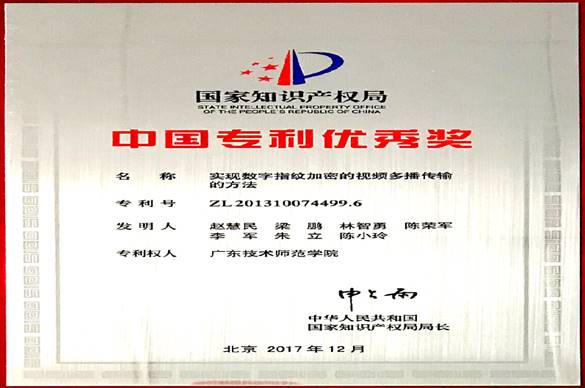 国家知识产权局
STATE INTELLECTUAL PROPERTY OFFICE
OF THE PEOPLE'S REPUBLIC OF CHINA
中国专利优秀奖
名 称 实现数字指纹加密的视频多播传输
的方法
专 利 号 ZL 201310074499.6
发 明 人 赵慧民 梁 鹏 林智勇 陈荣军
李 军 朱 立 陈小玲
专利权人 广东技术师范学院
申长雨
中华人民共和国
国家知识产权局局长
北京 2017 年 12 月